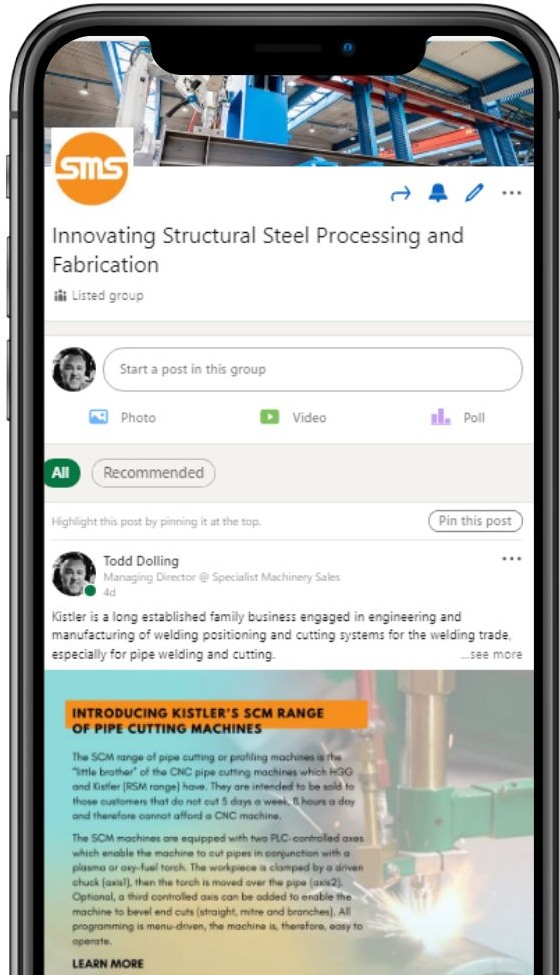 sms
Innovating Structural Steel Processing and
Fabrication
Listed group
Start a post in this group
Photo
Video
Poll
All
Recommended
Highlight this post by pinning it at the top.
Pin this post
Todd Dolling
Managing Director @ Specialist Machinery Sales
4d
Kistler is a long established family business engaged in engineering and
manufacturing of welding positioning and cutting systems for the welding trade,
especially for pipe welding and cutting.
...see more
INTRODUCING KISTLER'S SCM RANGE
OF PIPE CUTTING MACHINES
The SCM range of pipe cutting or profiling machines is the
"little brother" of the CNC pipe cutting machines which HGG
and Kistler (RSM range) have. They are intended to be sold to
those customers that do not cut 5 days a week, 8 hours a day
and therefore cannot afford a CNC machine.
The SCM machines are equipped with two PLC-controlled axes
which enable the machine to cut pipes in conjunction with a
plasma or oxy-fuel torch. The workpiece is clamped by a driven
chuck (axis1), then the torch is moved over the pipe (axis2).
Optional, a third controlled axis can be added to enable the
machine to bevel end cuts (straight, mitre and branches). All
programming is menu-driven, the machine is, therefore, easy to
operate.
LEARN MORE